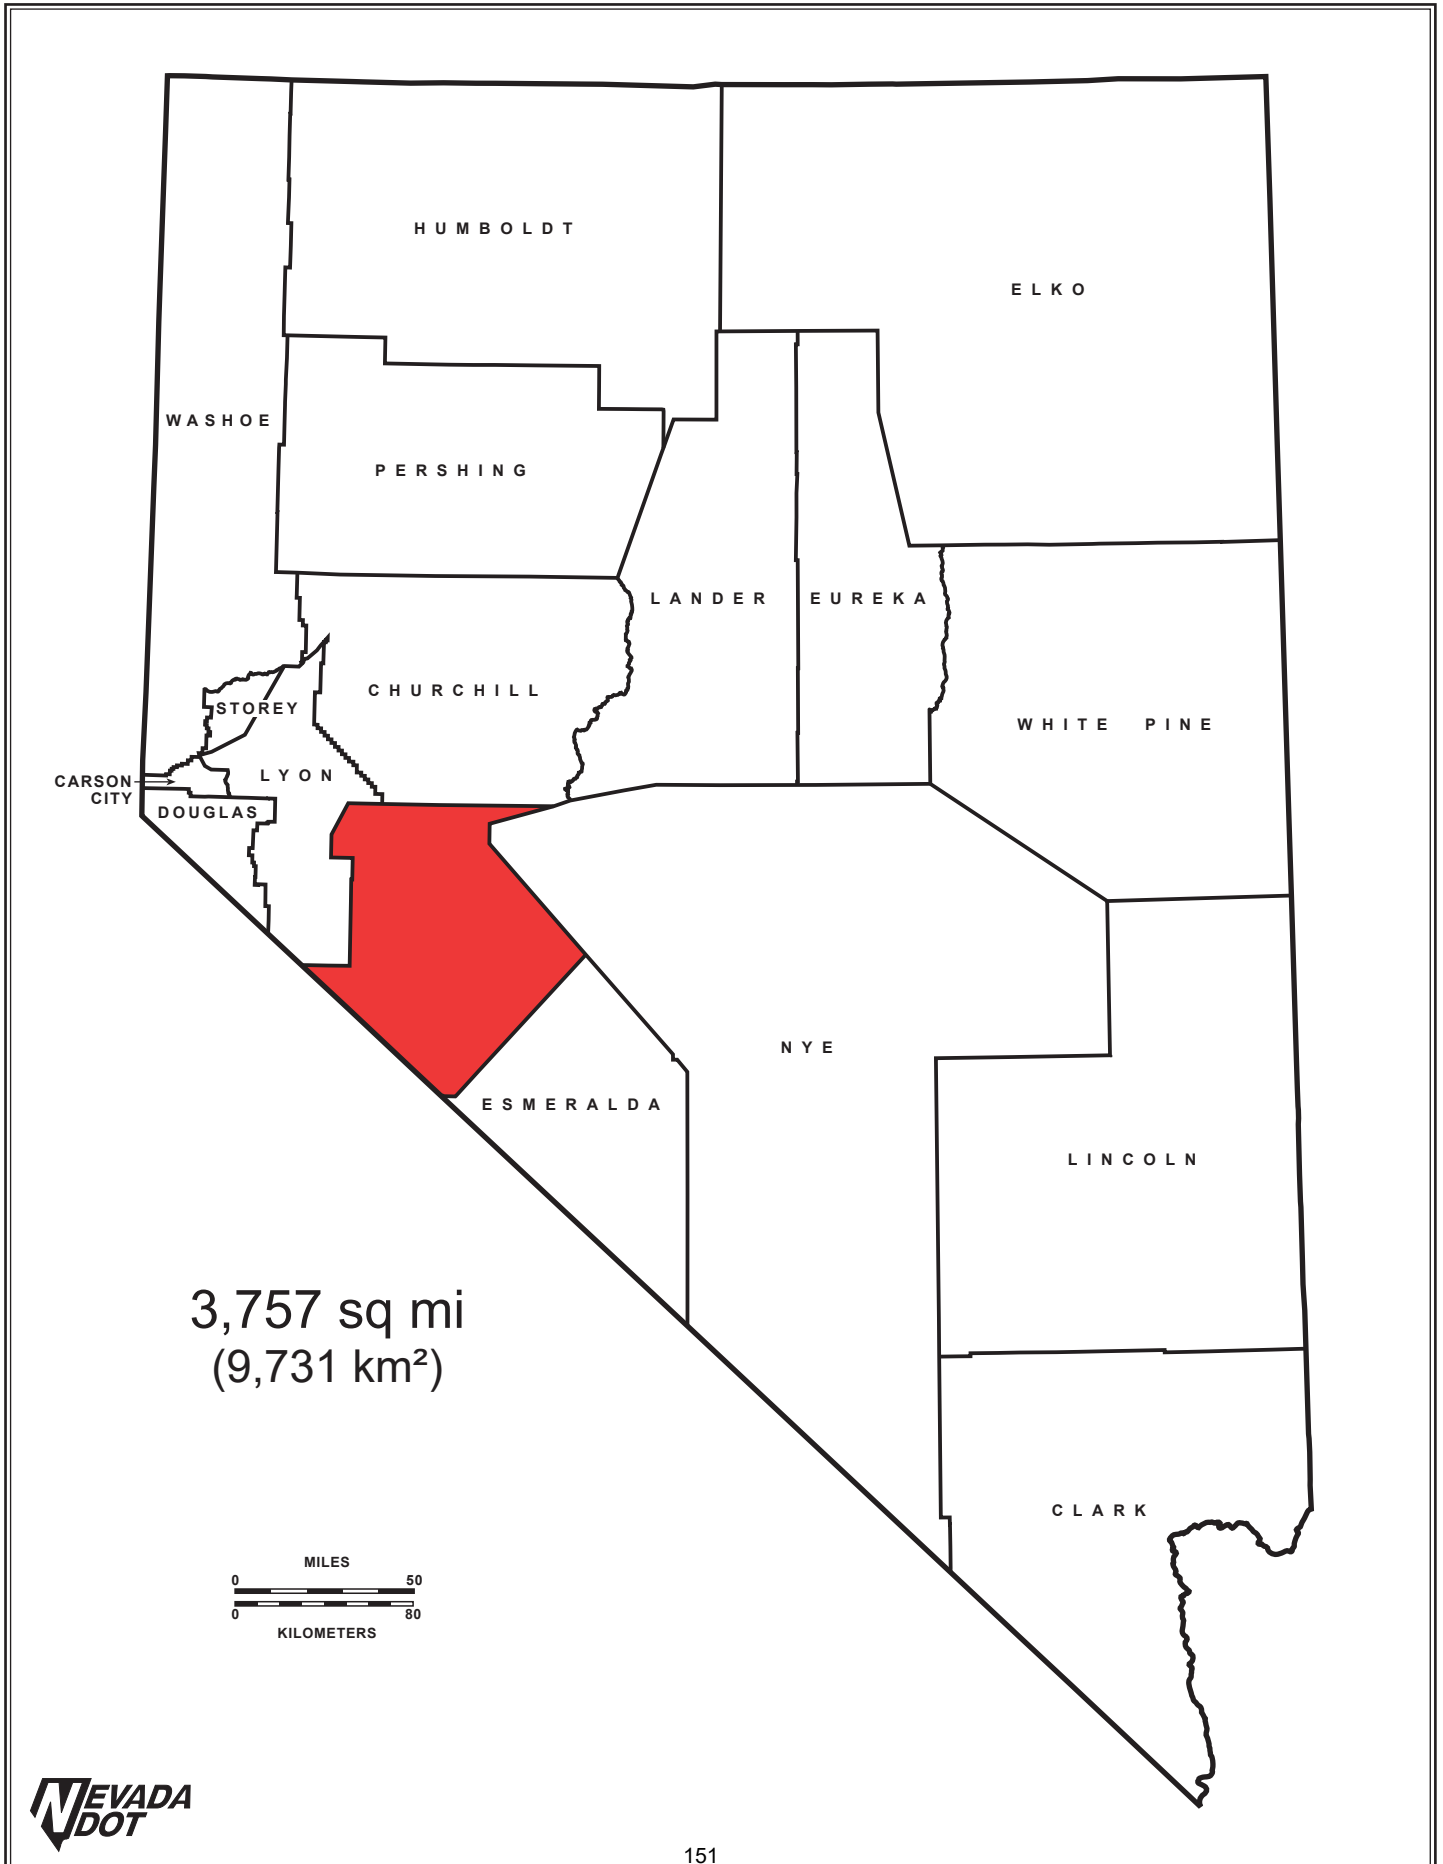 HUMBOLDT
ELKO
WASHOE
PERSHING
LANDER
EUREKA
CHURCHILL
STOREY
WHITE PINE
LYON
CARSON
CITY
DOUGLAS
NYE
ESMERALDA
LINCOLN
3,757 sq mi
(9,731 km²)
CLARK
MILES
0 50
0 80
KILOMETERS
NEVADA
DOT
151